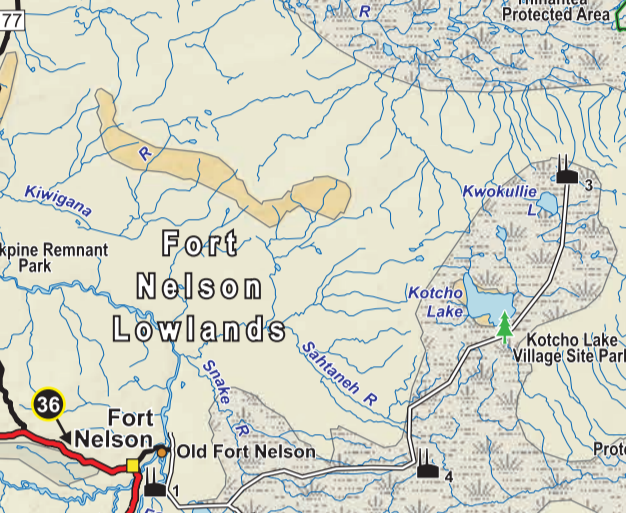 77
R
Protected Area
R
Kiwigana
Kwokullie
L
3
kpine Remnant
Park
Fort
Nelson
Lowlands
Kotcho
Lake
Kotcho Lake
Village Site Park
Sahtaneh R
Snake
R
36
Fort
Nelson
Old Fort Nelson
Prote
4
1
R